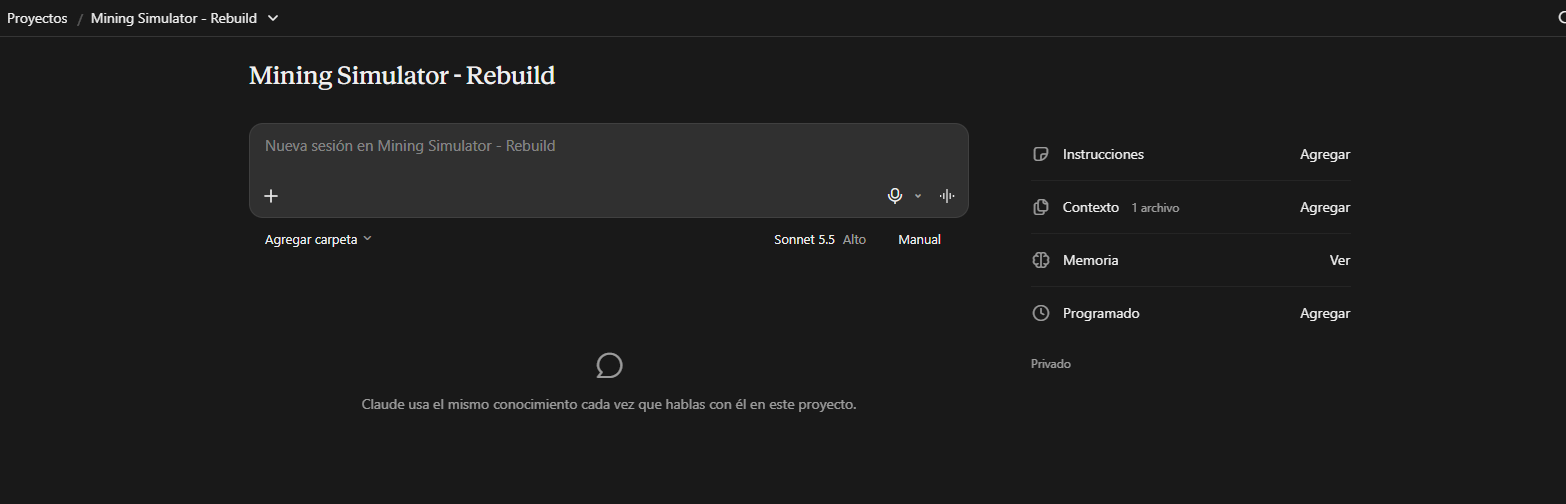 Proyectos / Mining Simulator - Rebuild
Mining Simulator - Rebuild
Nueva sesión en Mining Simulator - Rebuild
Agregar carpeta
Sonnet 5.5 Alto
Manual
Instrucciones Agregar
Contexto 1 archivo Agregar
Memoria Ver
Programado Agregar
Privado
Claude usa el mismo conocimiento cada vez que hablas con él en este proyecto.